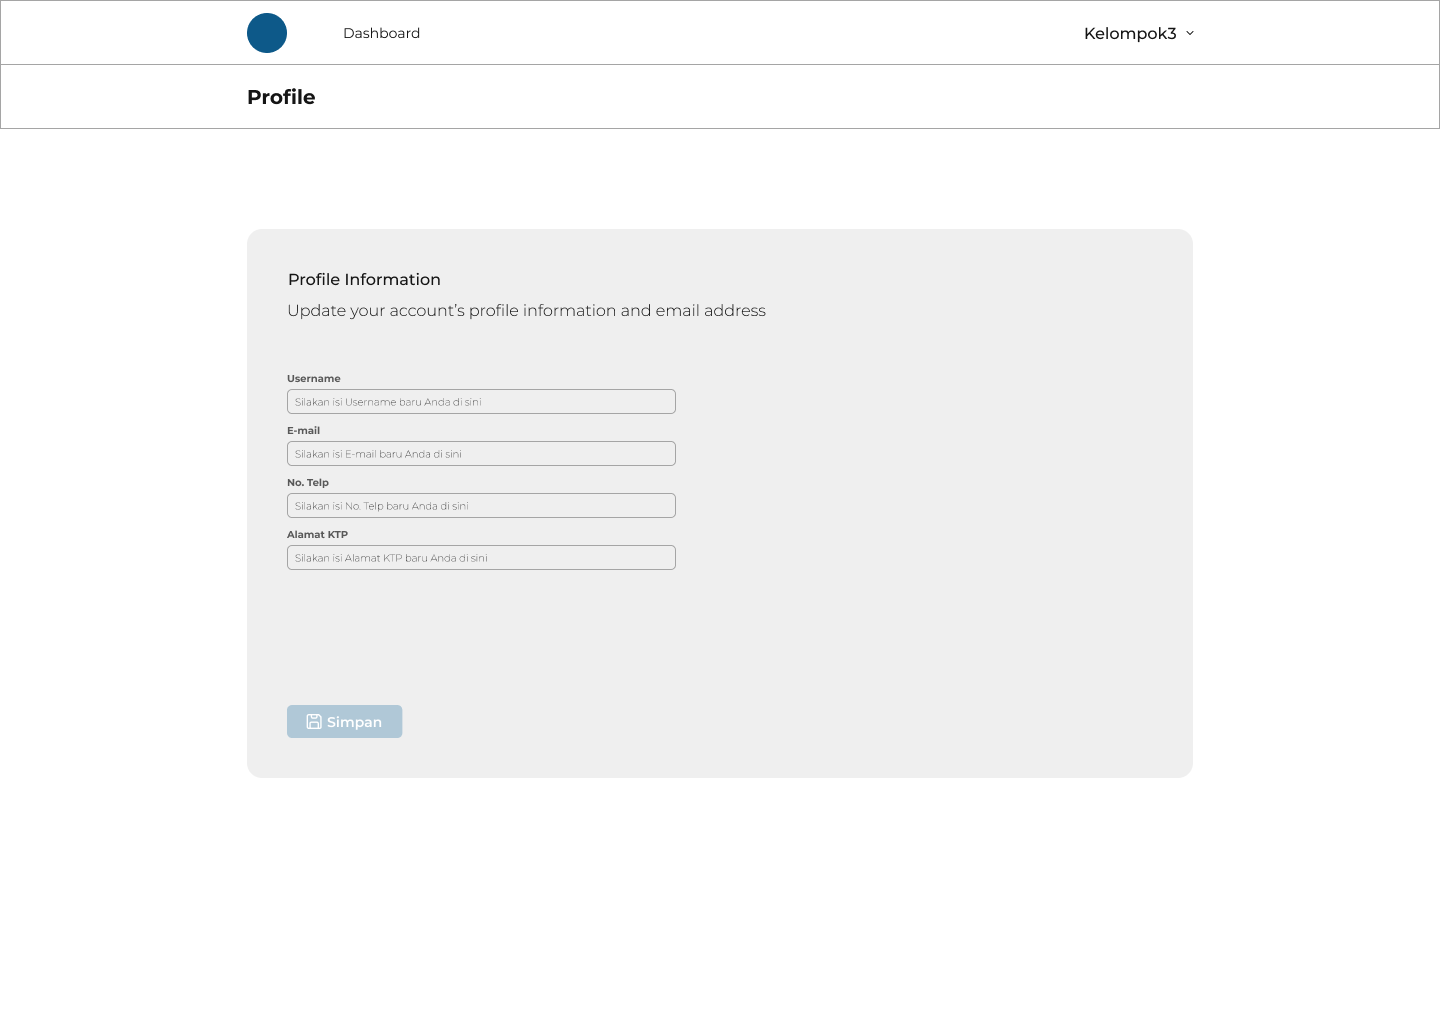 Dashboard
Kelompok3
Profile
Profile Information
Update your account’s profile information and email address
Username
Silakan isi Username baru Anda di sini
E-mail
Silakan isi E-mail baru Anda di sini
No. Telp
Silakan isi No. Telp baru Anda di sini
Alamat KTP
Silakan isi Alamat KTP baru Anda di sini
Simpan